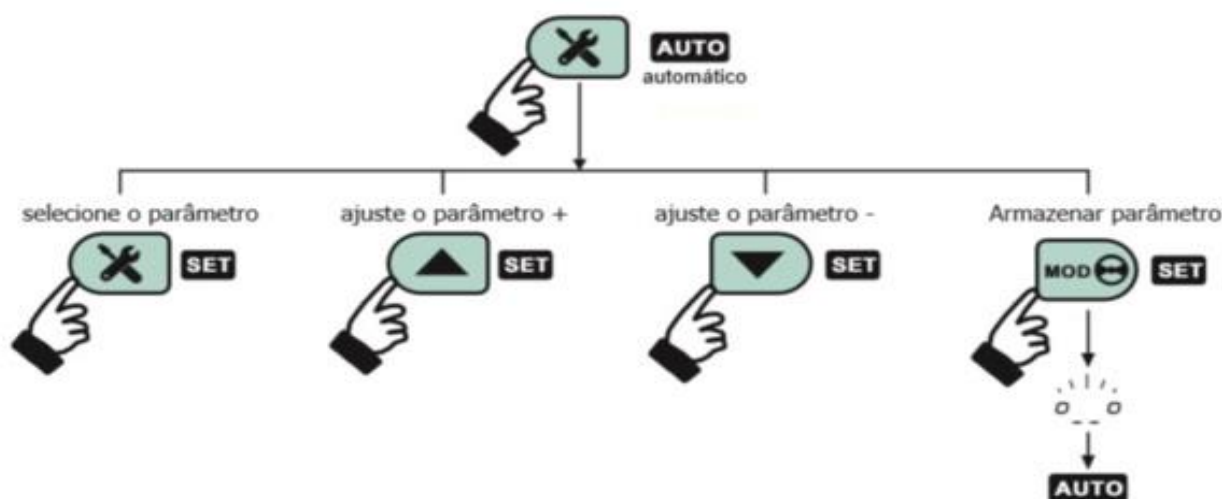 AUTO
automático
selecione o parâmetro
SET
ajuste o parâmetro +
SET
ajuste o parâmetro -
SET
Armazenar parâmetro
MOD
SET
AUTO